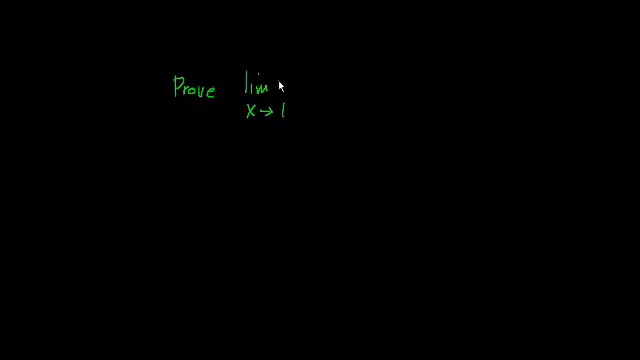 Prove lim
x → 1